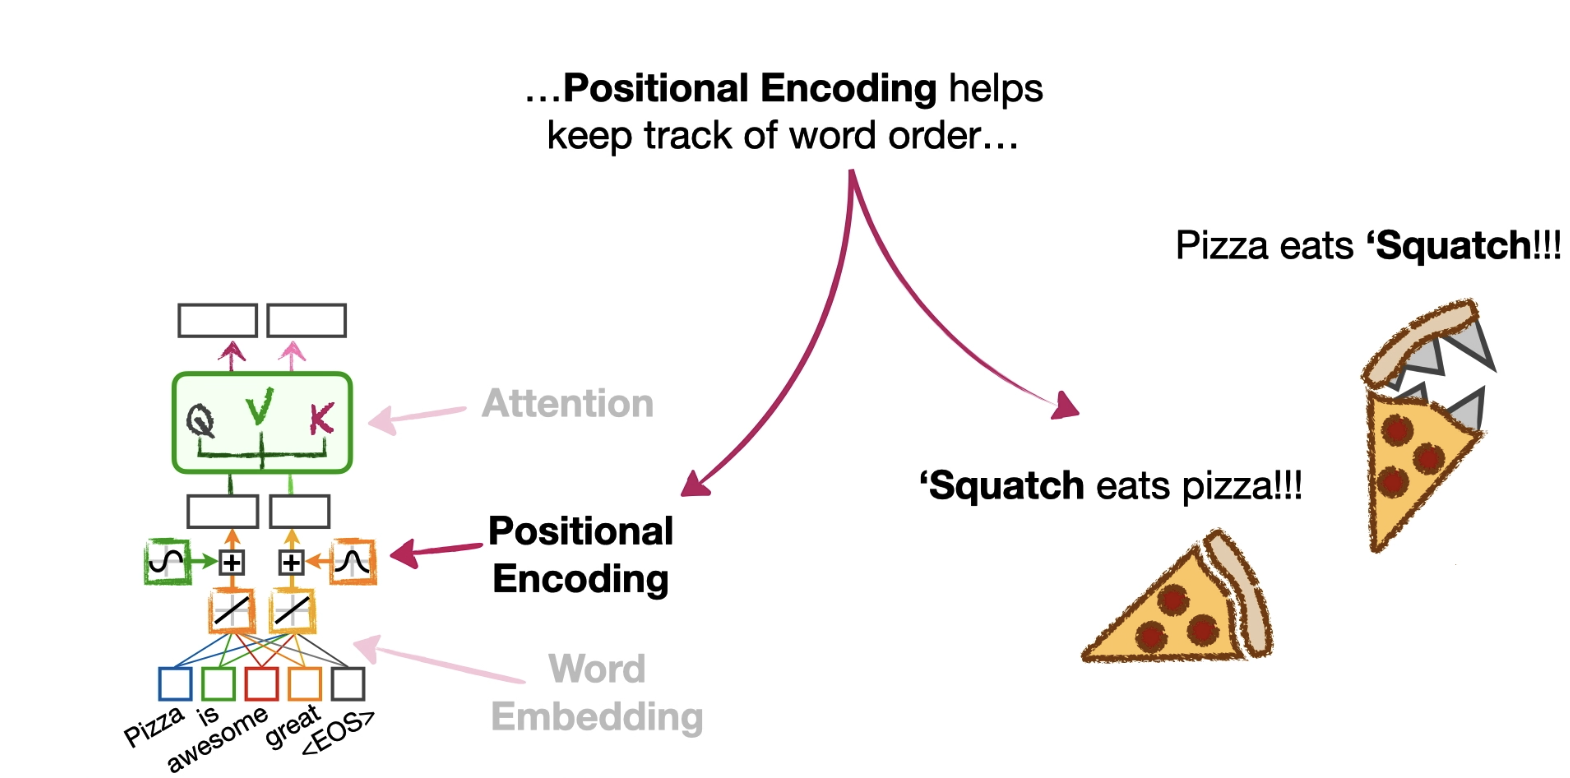 …Positional Encoding helps
keep track of word order…
Pizza eats ‘Squatch!!!
Attention
Q V K
‘Squatch eats pizza!!!
Positional
Encoding
Word
Embedding
Pizza
is
awesome
great
<EOS>